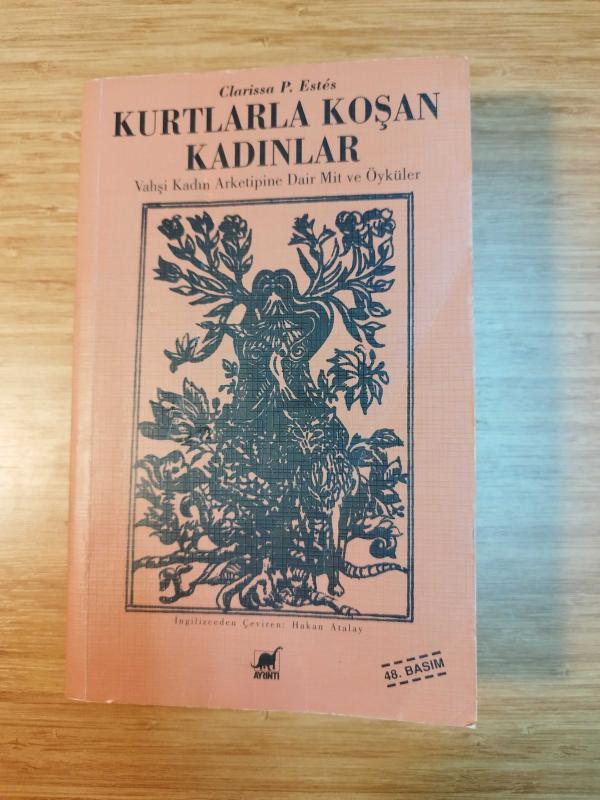 Clarissa P. Estés
KURTLARLA KOŞAN
KADINLAR
Vahşi Kadın Arketipine Dair Mit ve Öyküler
İngilizceden Çeviren: Hakan Atalay
AYRINTI
48. BASIM